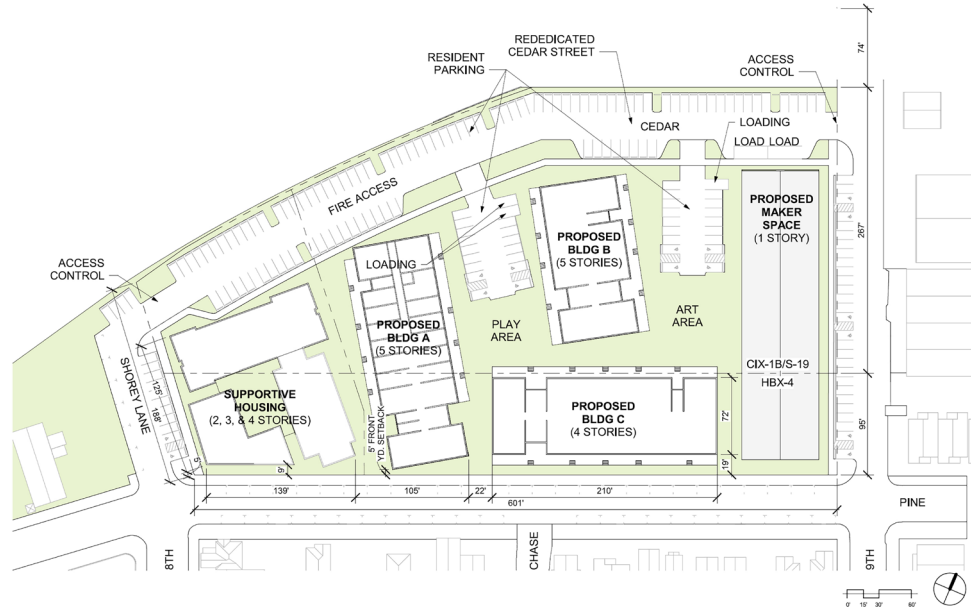 74'
REDEDICATED
CEDAR STREET
RESIDENT
PARKING
ACCESS
CONTROL
LOADING
CEDAR
LOAD LOAD
FIRE ACCESS
PROPOSED
MAKER
SPACE
(1 STORY)
267'
PROPOSED
BLDG B
(5 STORIES)
ACCESS
CONTROL
LOADING
ART
AREA
PLAY
AREA
PROPOSED
BLDG A
(5 STORIES)
CIX-1B/S-19
HBX-4
SHOREY LANE
125'
188'
SUPPORTIVE
HOUSING
(2, 3, & 4 STORIES)
5' FRONT
YD. SETBACK
PROPOSED
BLDG C
(4 STORIES)
72'
95'
19'
5'
9'
139'
105'
22'
210'
601'
PINE
8TH
CHASE
9TH
0' 15' 30' 60'